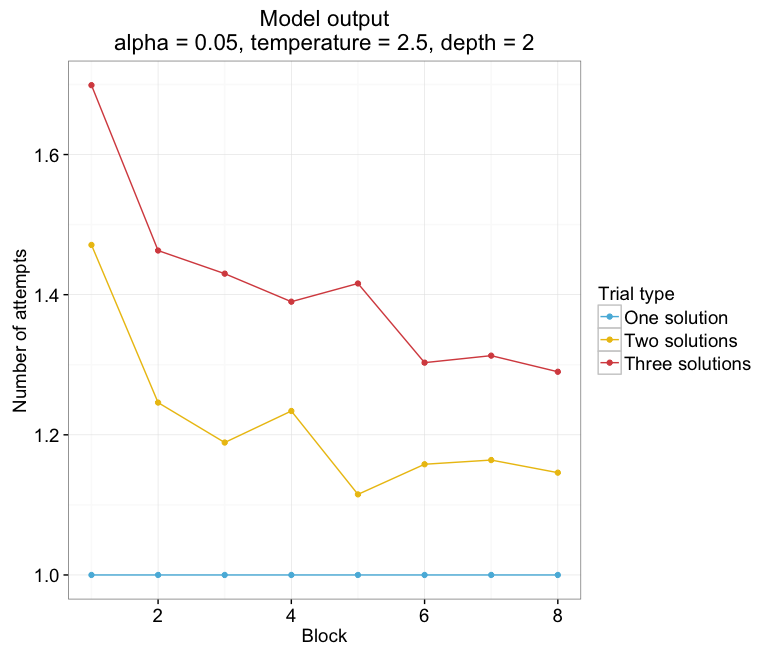 Model output
alpha = 0.05, temperature = 2.5, depth = 2
Number of attempts
1.6
1.4
1.2
1.0
2
4
6
8
Block
Trial type
One solution
Two solutions
Three solutions